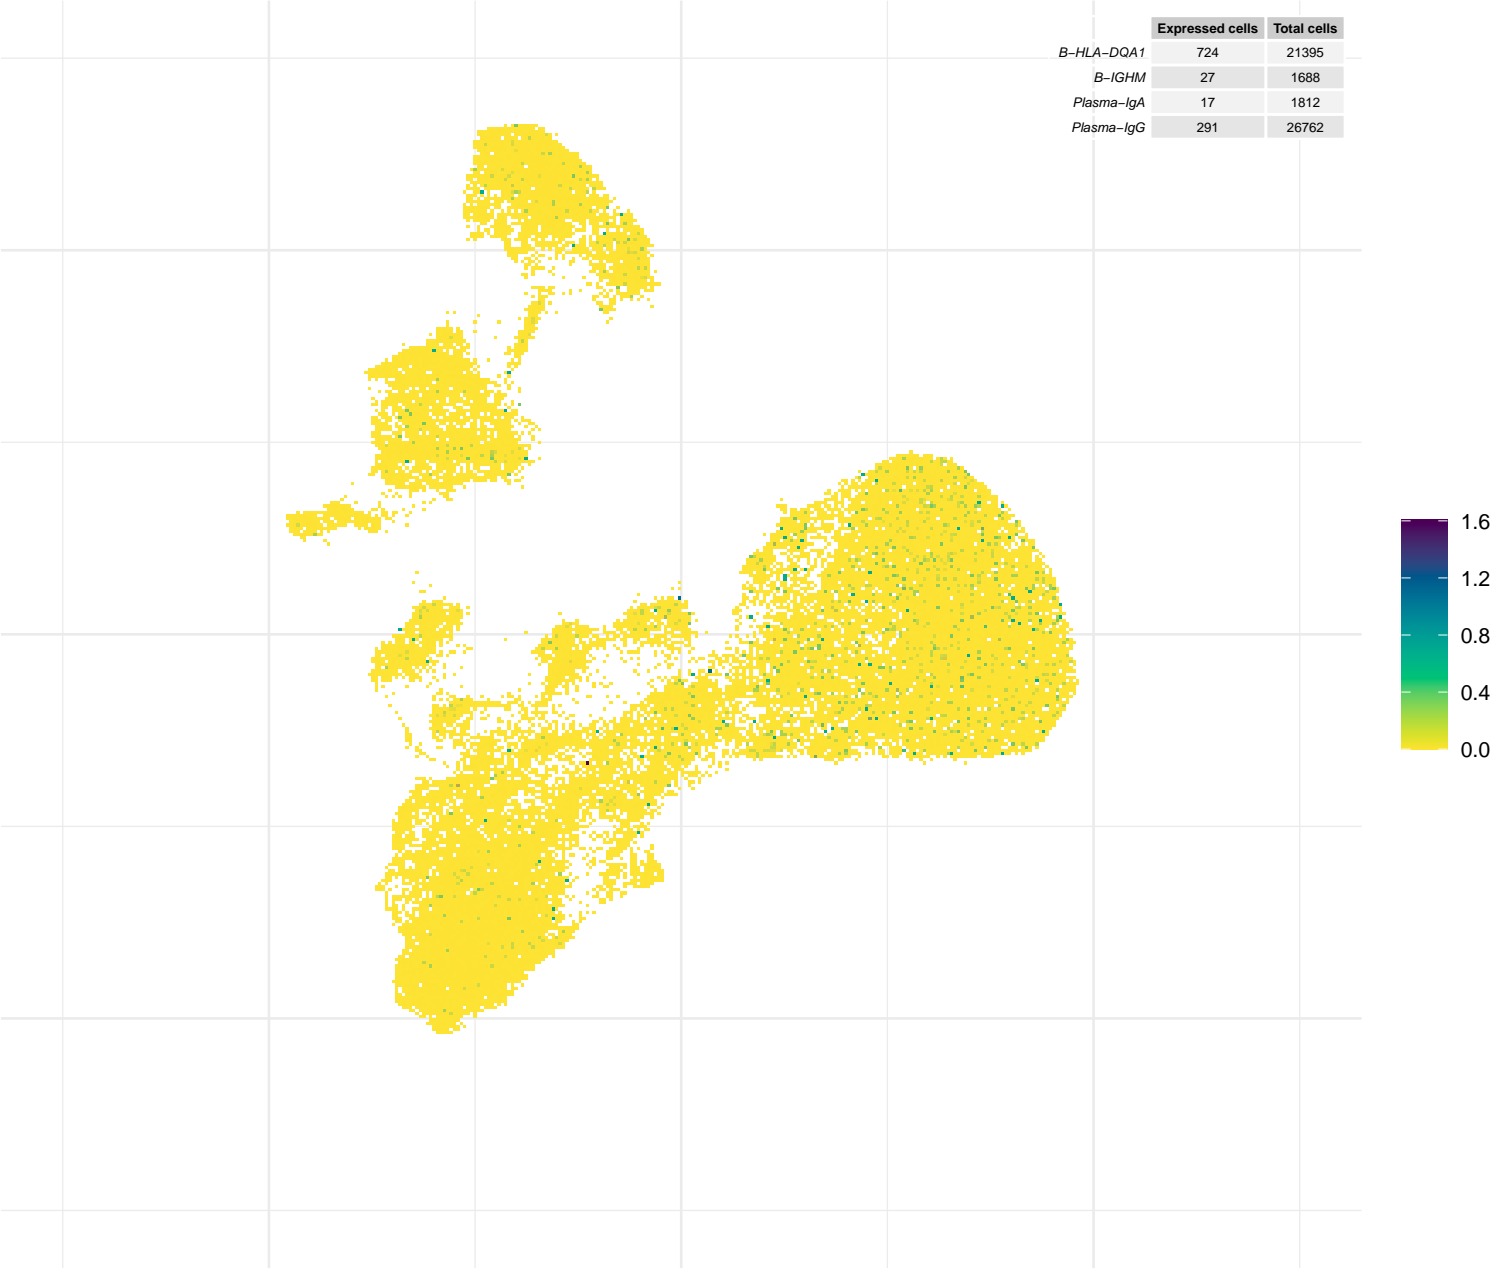 Expressed cells Total cells
B−HLA−DQA1 724 21395
B−IGHM 27 1688
Plasma−IgA 17 1812
Plasma−IgG 291 26762
1.6
1.2
0.8
0.4
0.0